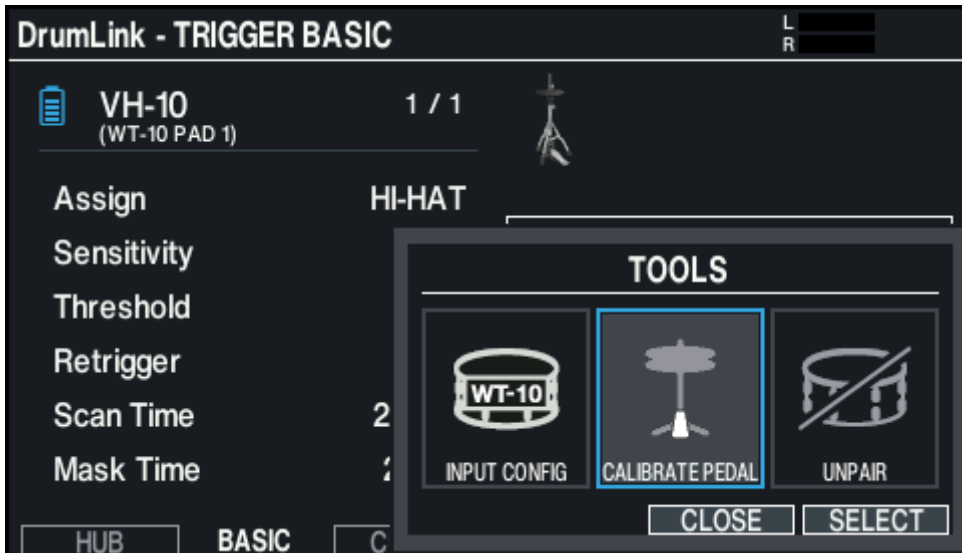 DrumLink - TRIGGER BASIC
L
R
VH-10 1 / 1
(WT-10 PAD 1)
Assign HI-HAT
Sensitivity
Threshold
Retrigger
Scan Time 2
Mask Time
TOOLS
WT-10
INPUT CONFIG CALIBRATE PEDAL UNPAIR
CLOSE SELECT
HUB BASIC C